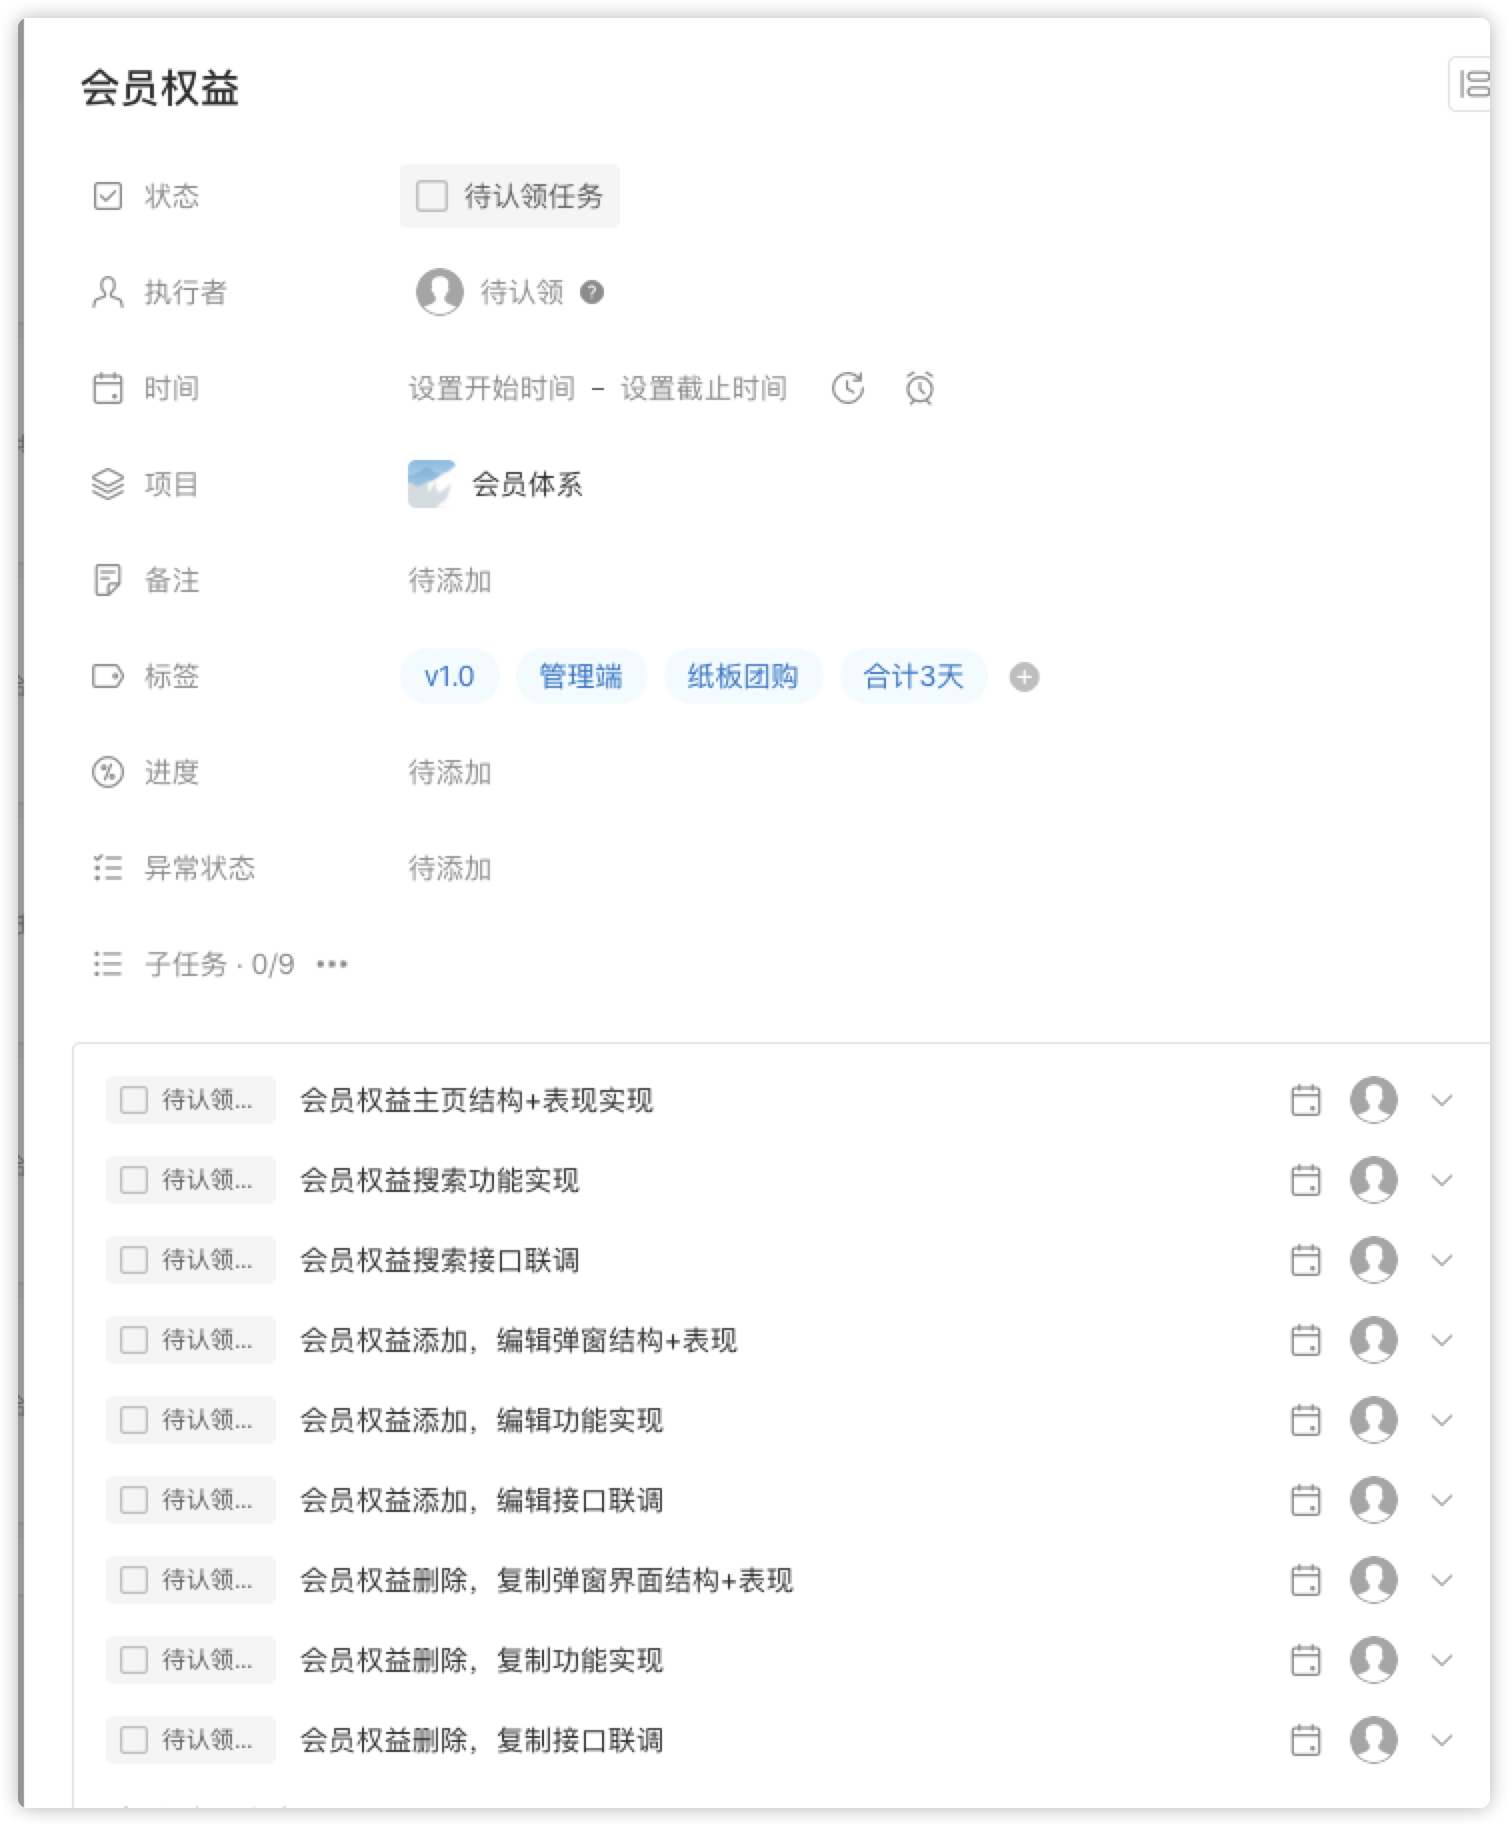 会员权益
状态 待认领任务
执行者 待认领 ?
时间 设置开始时间 – 设置截止时间
项目 会员体系
备注 待添加
标签 v1.0 管理端 纸板团购 合计3天
进度 待添加
异常状态 待添加
子任务 · 0/9 •••
待认领... 会员权益主页结构+表现实现
待认领... 会员权益搜索功能实现
待认领... 会员权益搜索接口联调
待认领... 会员权益添加，编辑弹窗结构+表现
待认领... 会员权益添加，编辑功能实现
待认领... 会员权益添加，编辑接口联调
待认领... 会员权益删除，复制弹窗界面结构+表现
待认领... 会员权益删除，复制功能实现
待认领... 会员权益删除，复制接口联调